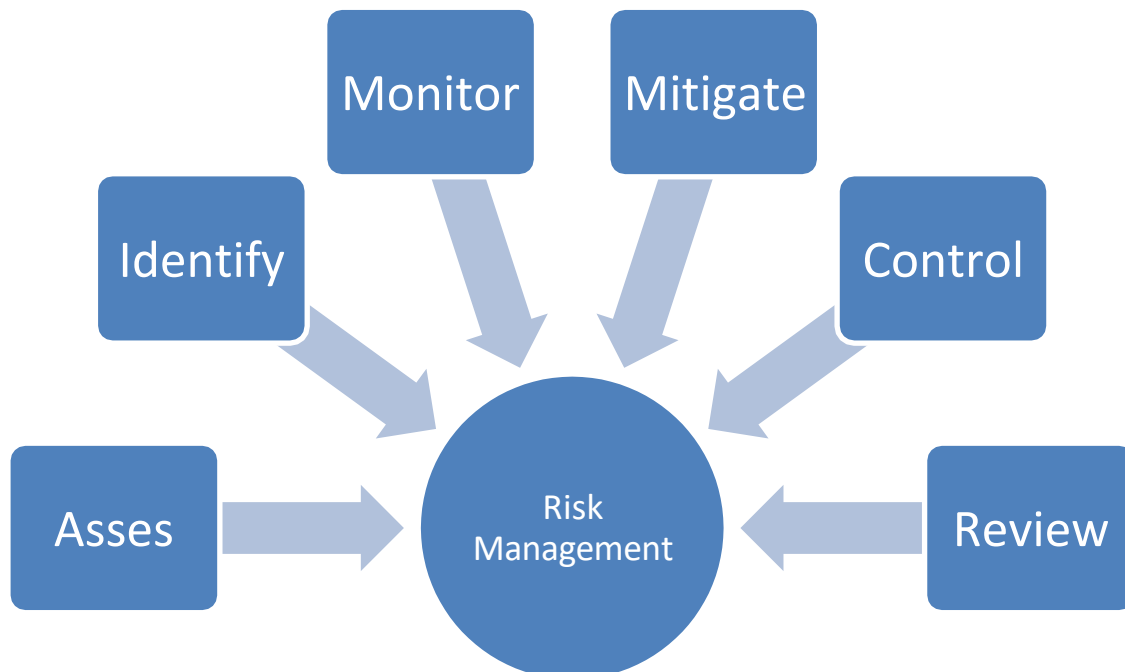 Monitor
Mitigate
Identify
Control
Asses
Risk
Management
Review